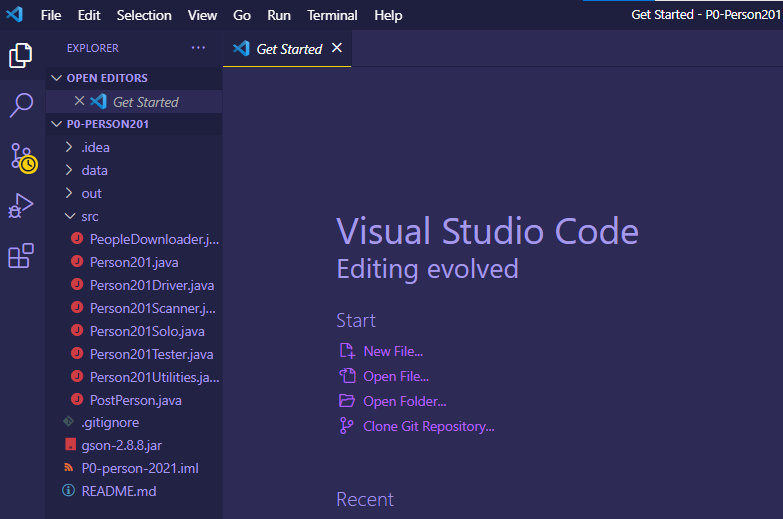 File Edit Selection View Go Run Terminal Help
Get Started - P0-Person201
EXPLORER ...
Get Started
OPEN EDITORS
Get Started
P0-PERSON201
.idea
data
out
src
PeopleDownloader.j...
Person201.java
Person201Driver.java
Person201Scanner.j...
Person201Solo.java
Person201Tester.java
Person201Utilities.ja...
PostPerson.java
.gitignore
gson-2.8.8.jar
P0-person-2021.iml
README.md
Visual Studio Code
Editing evolved
Start
New File...
Open File...
Open Folder...
Clone Git Repository...
Recent